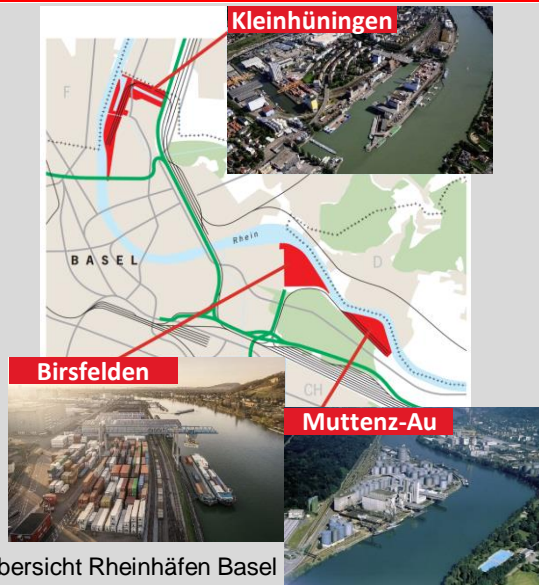 Kleinhüningen
F
Rhein
BASEL
D
Birsfelden
CH
Muttenz-Au
bersicht Rheinhäfen Basel